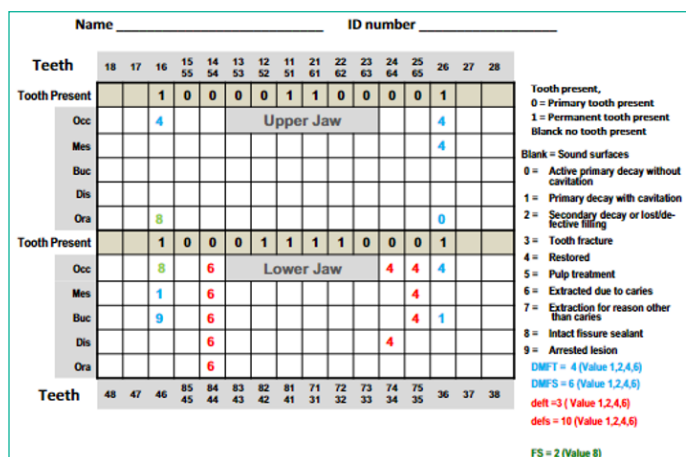 Name ______________________ ID number ________________
Teeth 18 17 16 15 14 13 12 11 21 22 23 24 25 26 27 28
55 54 53 52 51 61 62 63 64 65
Tooth Present 1 0 0 0 0 1 1 0 0 0 0 1
Occ 4 Upper Jaw 4
Mes 4
Buc
Dis
Ora 8 0
Tooth Present 1 0 0 0 1 1 1 1 0 0 0 1
Occ 8 6 Lower Jaw 4 4 4
Mes 1 6 4
Buc 9 6 4 1
Dis 6 4
Ora 6
Teeth 48 47 46 85 84 83 82 81 71 72 73 74 75 36 37 38
45 44 43 42 41 31 32 33 34 35
Tooth present,
0 = Primary tooth present
1 = Permanent tooth present
Blanck no tooth present
Blank = Sound surfaces
0 = Active primary decay without
cavitation
1 = Primary decay with cavitation
2 = Secondary decay or lost/de-
fective filling
3 = Tooth fracture
4 = Restored
5 = Pulp treatment
6 = Extracted due to caries
7 = Extraction for reason other
than caries
8 = Intact fissure sealant
9 = Arrested lesion
DMFT = 4 (Value 1,2,4,6)
DMFS = 6 (Value 1,2,4,6)
deft =3 ( Value 1,2,4,6)
defs = 10 (Value 1,2,4,6)
FS = 2 (Value 8)